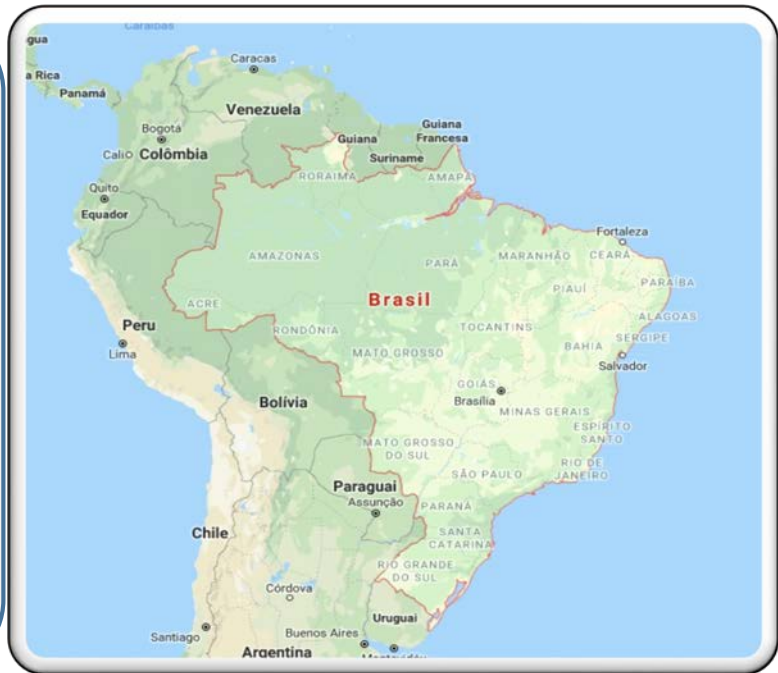 Caraíbas
gua
a Rica
Panamá
Caracas
Venezuela
Bogotá
Cali
Colômbia
Guiana
Guiana
Francesa
Suriname
RORAIMA
AMAPÁ
Quito
Equador
Fortaleza
AMAZONAS
PARÁ
MARANHÃO
CEARÁ
PIAUÍ
PARAÍBA
ACRE
Brasil
ALAGOAS
Peru
Lima
RONDÔNIA
TOCANTINS
SERGIPE
BAHIA
MATO GROSSO
Salvador
GOIÁS
Brasília
Bolívia
MINAS GERAIS
ESPÍRITO
SANTO
MATO GROSSO
DO SUL
SÃO PAULO
RIO DE
JANEIRO
Paraguai
Assunção
PARANÁ
Chile
SANTA
CATARINA
RIO GRANDE
DO SUL
Córdova
Uruguai
Santiago
Buenos Aires
Argentina